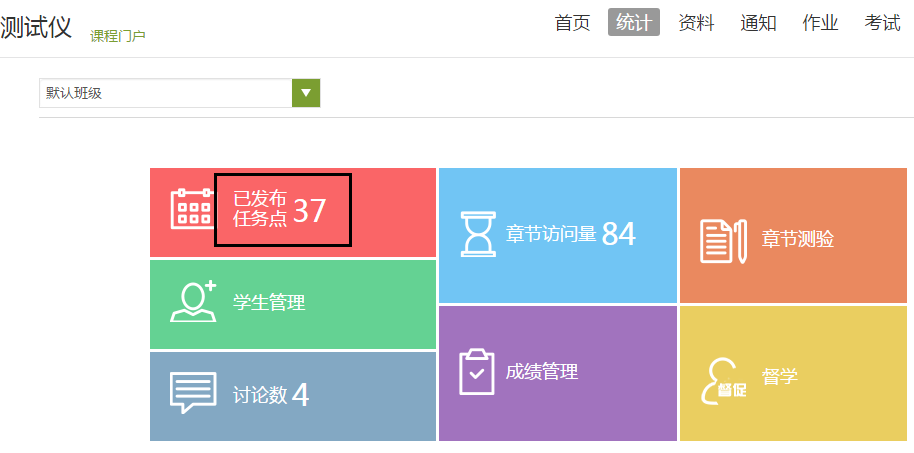 测试仪 课程门户 首页 统计 资料 通知 作业 考试
默认班级
已发布
任务点 37
章节访问量 84
章节测验
学生管理
讨论数 4
成绩管理
督促
督学